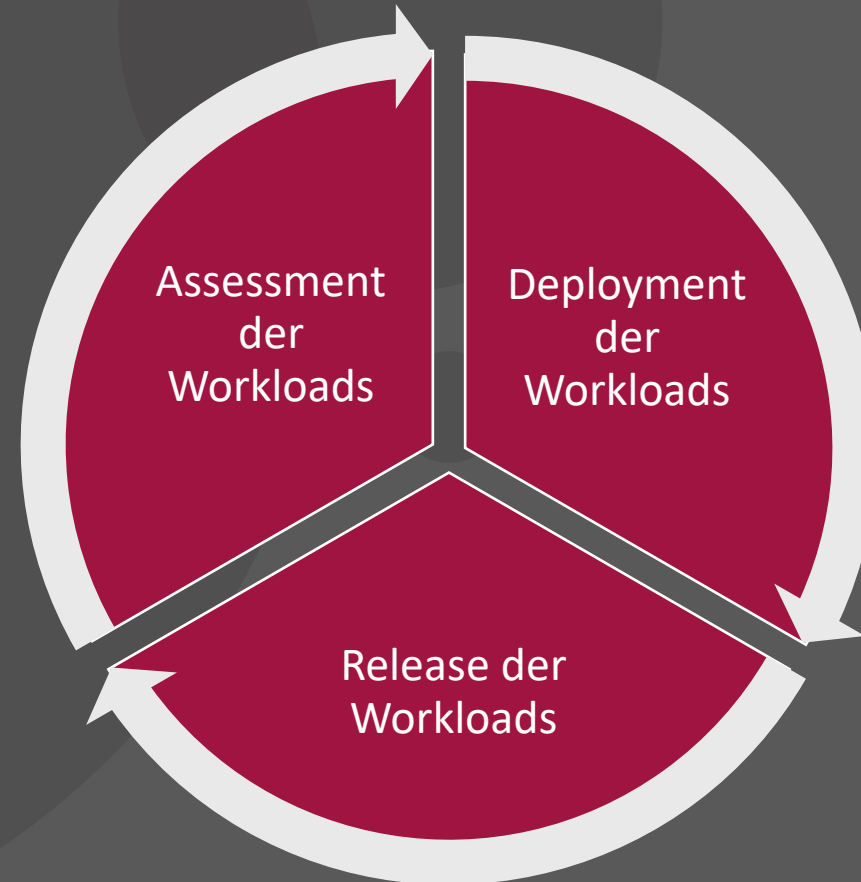 Assessment
der
Workloads
Deployment
der
Workloads
Release der
Workloads